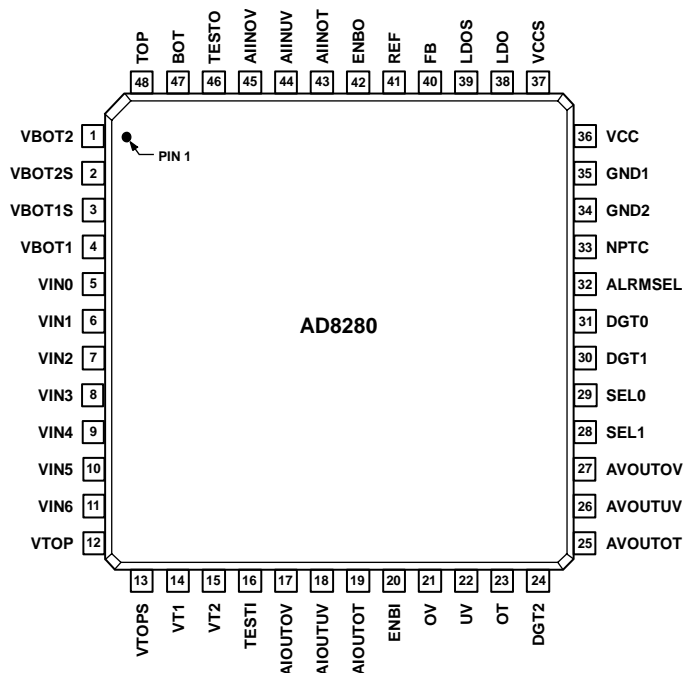 TOP
BOT
TESTO
AIINOV
AIINUV
AIINOT
ENBO
REF
FB
LDOS
LDO
VCCS
48
47
46
45
44
43
42
41
40
39
38
37
VBOT2 1
VBOT2S 2
VBOT1S 3
VBOT1 4
VIN0 5
VIN1 6
VIN2 7
VIN3 8
VIN4 9
VIN5 10
VIN6 11
VTOP 12
PIN 1
AD8280
36 VCC
35 GND1
34 GND2
33 NPTC
32 ALRMSEL
31 DGT0
30 DGT1
29 SEL0
28 SEL1
27 AVOUTOV
26 AVOUTUV
25 AVOUTOT
13
14
15
16
17
18
19
20
21
22
23
24
VTOPS
VT1
VT2
TESTI
AIOUTOV
AIOUTUV
AIOUTOT
ENBI
OV
UV
OT
DGT2